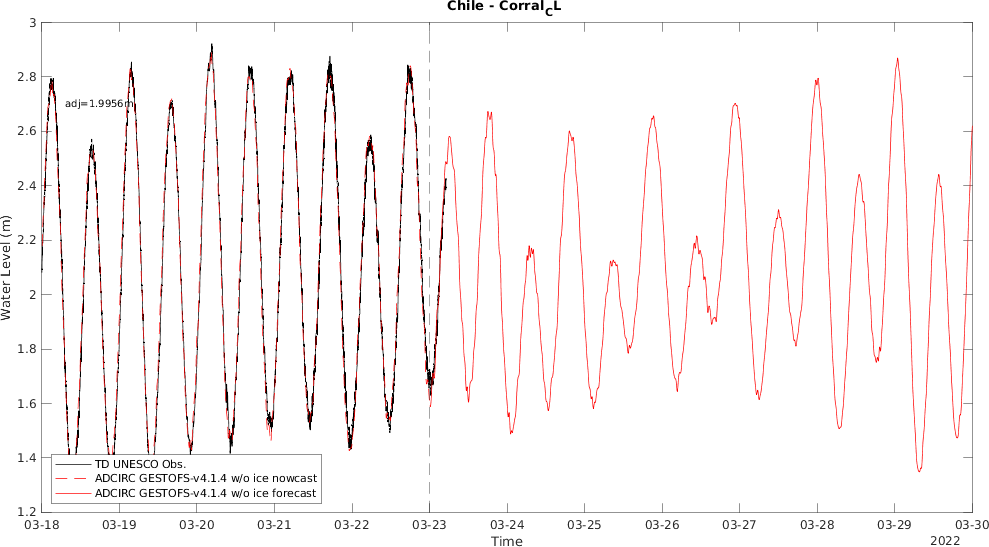 Chile - Corral_CL
3
2.8
2.6
2.4
2.2
2
1.8
1.6
1.4
1.2
Water Level (m)
adj=1.9956m
TD UNESCO Obs.
ADCIRC GESTOFS-v4.1.4 w/o ice nowcast
ADCIRC GESTOFS-v4.1.4 w/o ice forecast
03-18 03-19 03-20 03-21 03-22 03-23 03-24 03-25 03-26 03-27 03-28 03-29 03-30
Time
2022